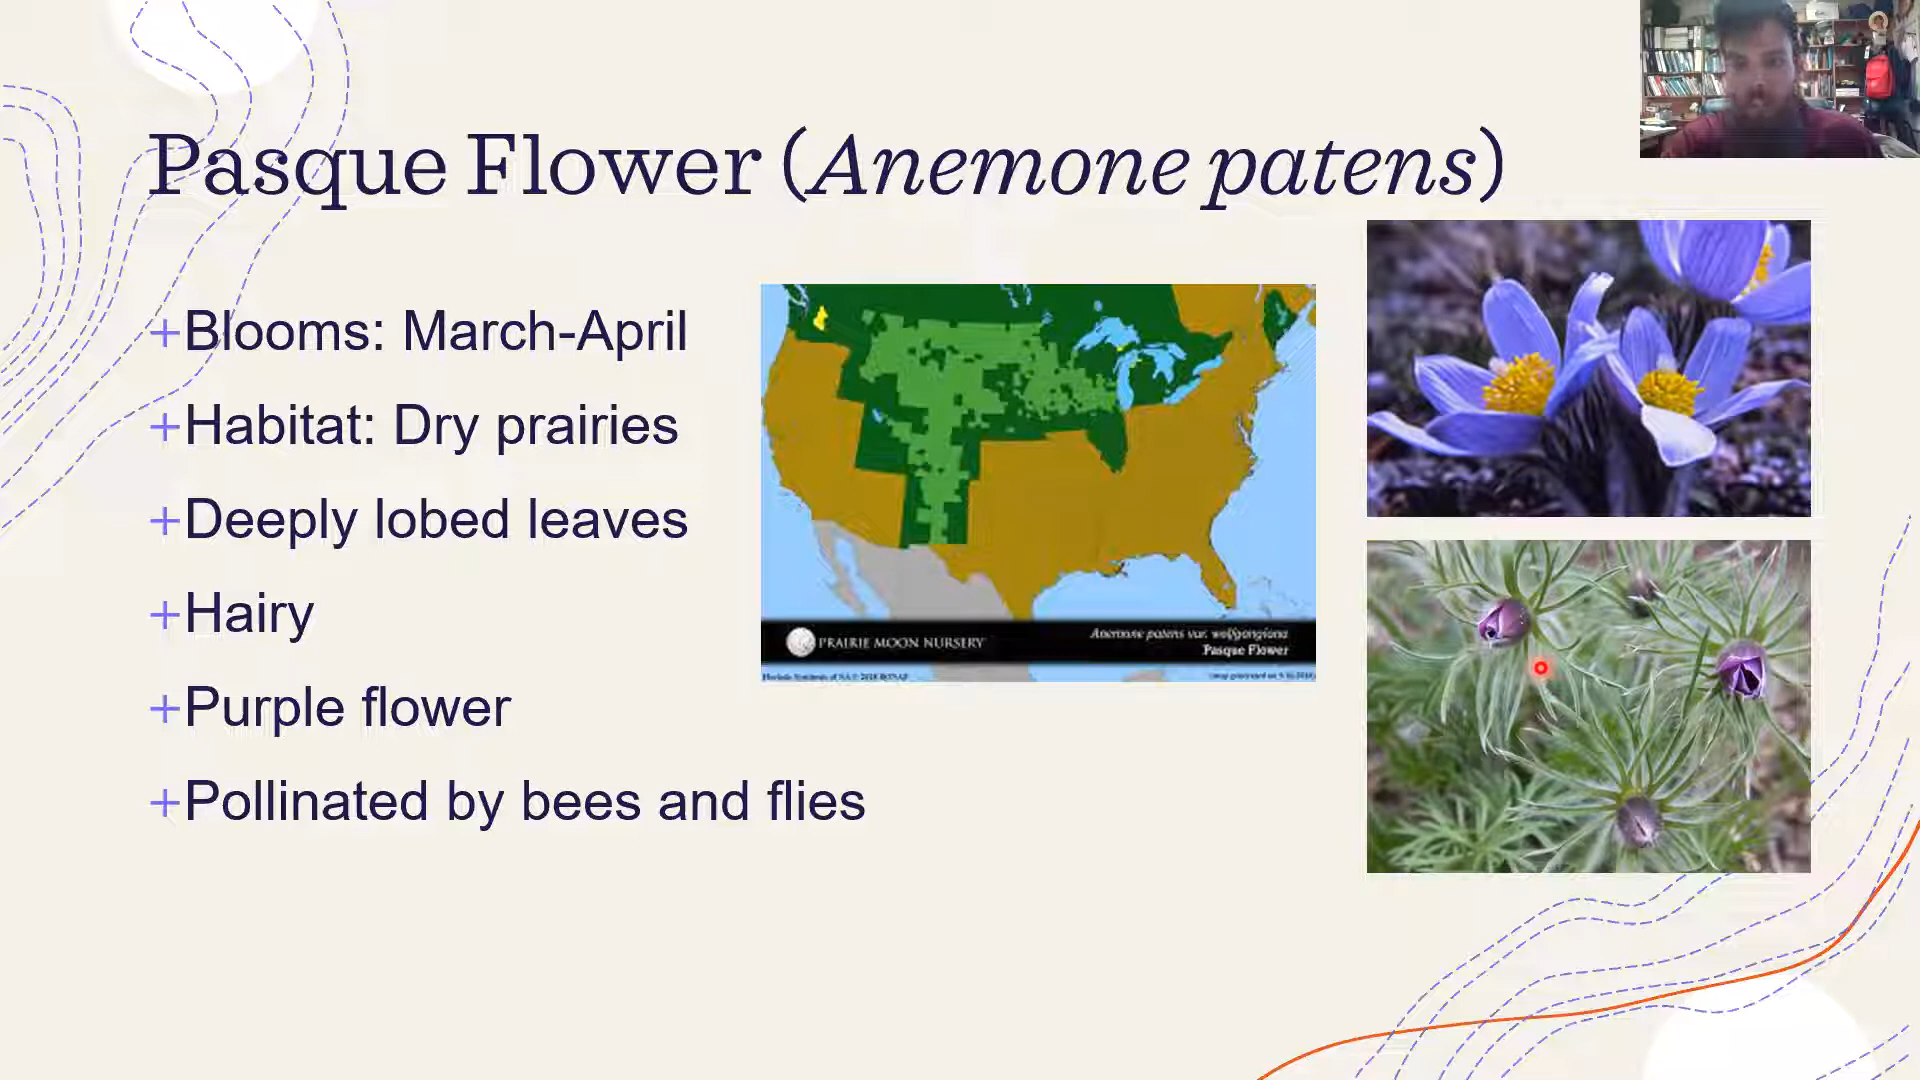 Pasque Flower (Anemone patens)
+Blooms: March-April
+Habitat: Dry prairies
+Deeply lobed leaves
+Hairy
+Purple flower
+Pollinated by bees and flies
PRAIRIE MOON NURSERY
Anemone patens var. wolfgangiana
Pasque Flower